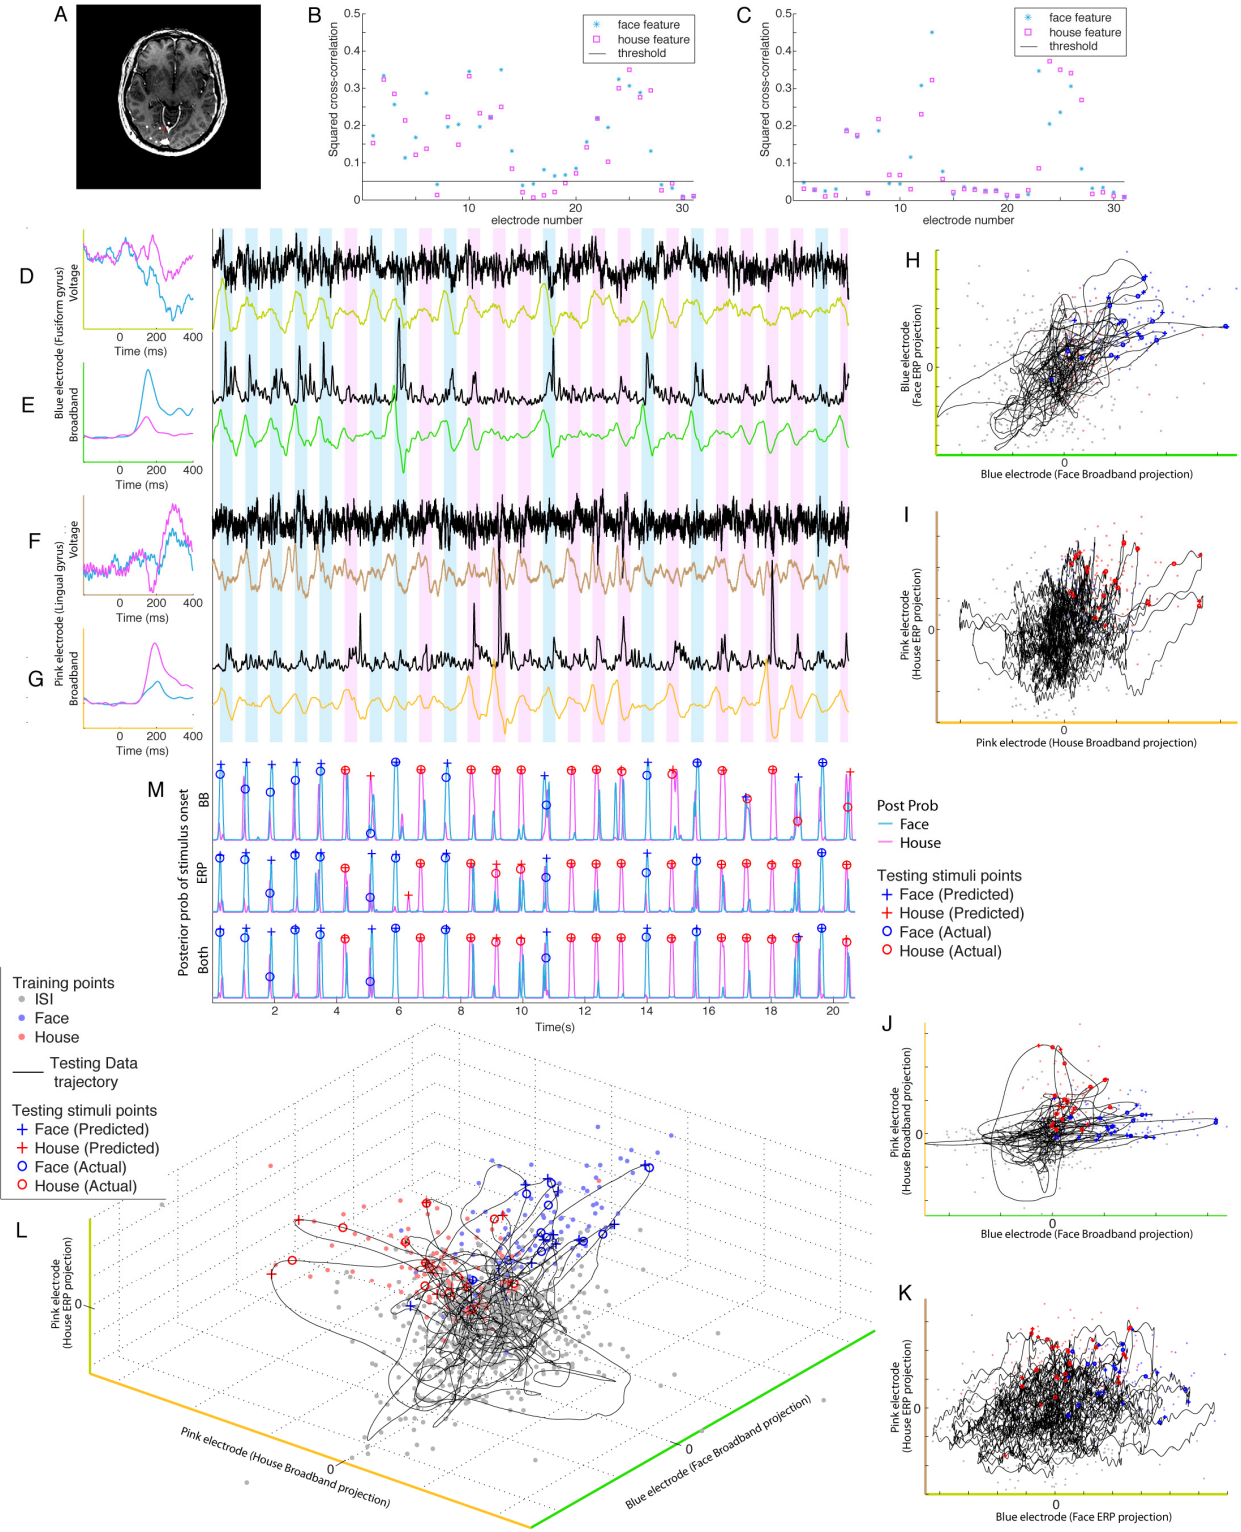 A
B
0.5
0.4
0.3
0.2
0.1
0
Squared cross-correlation
10
20
30
electrode number
face feature
house feature
threshold
C
0.5
0.4
0.3
0.2
0.1
0
Squared cross-correlation
10
20
30
electrode number
face feature
house feature
threshold
D
Blue electrode (Fusiform gyrus)
Voltage
0
200
400
Time (ms)
E
Broadband
0
200
400
Time (ms)
F
Pink electrode (Lingual gyrus)
Voltage
0
200
400
Time (ms)
G
Broadband
0
200
400
Time (ms)
H
Blue electrode
(Face ERP projection)
0
0
Blue electrode (Face Broadband projection)
I
Pink electrode
(House ERP projection)
0
0
Pink electrode (House Broadband projection)
M
Posterior prob of stimulus onset
BB
ERP
Both
2
4
6
8
10
12
14
16
18
20
Time(s)
Post Prob
Face
House
Testing stimuli points
Face (Predicted)
House (Predicted)
Face (Actual)
House (Actual)
Training points
ISI
Face
House
Testing Data
trajectory
Testing stimuli points
Face (Predicted)
House (Predicted)
Face (Actual)
House (Actual)
J
Pink electrode
(House Broadband projection)
0
0
Blue electrode (Face Broadband projection)
L
Pink electrode
(House ERP projection)
0
0
Pink electrode (House Broadband projection)
0
Blue electrode (Face Broadband projection)
K
Pink electrode
(House ERP projection)
0
0
Blue electrode (Face ERP projection)